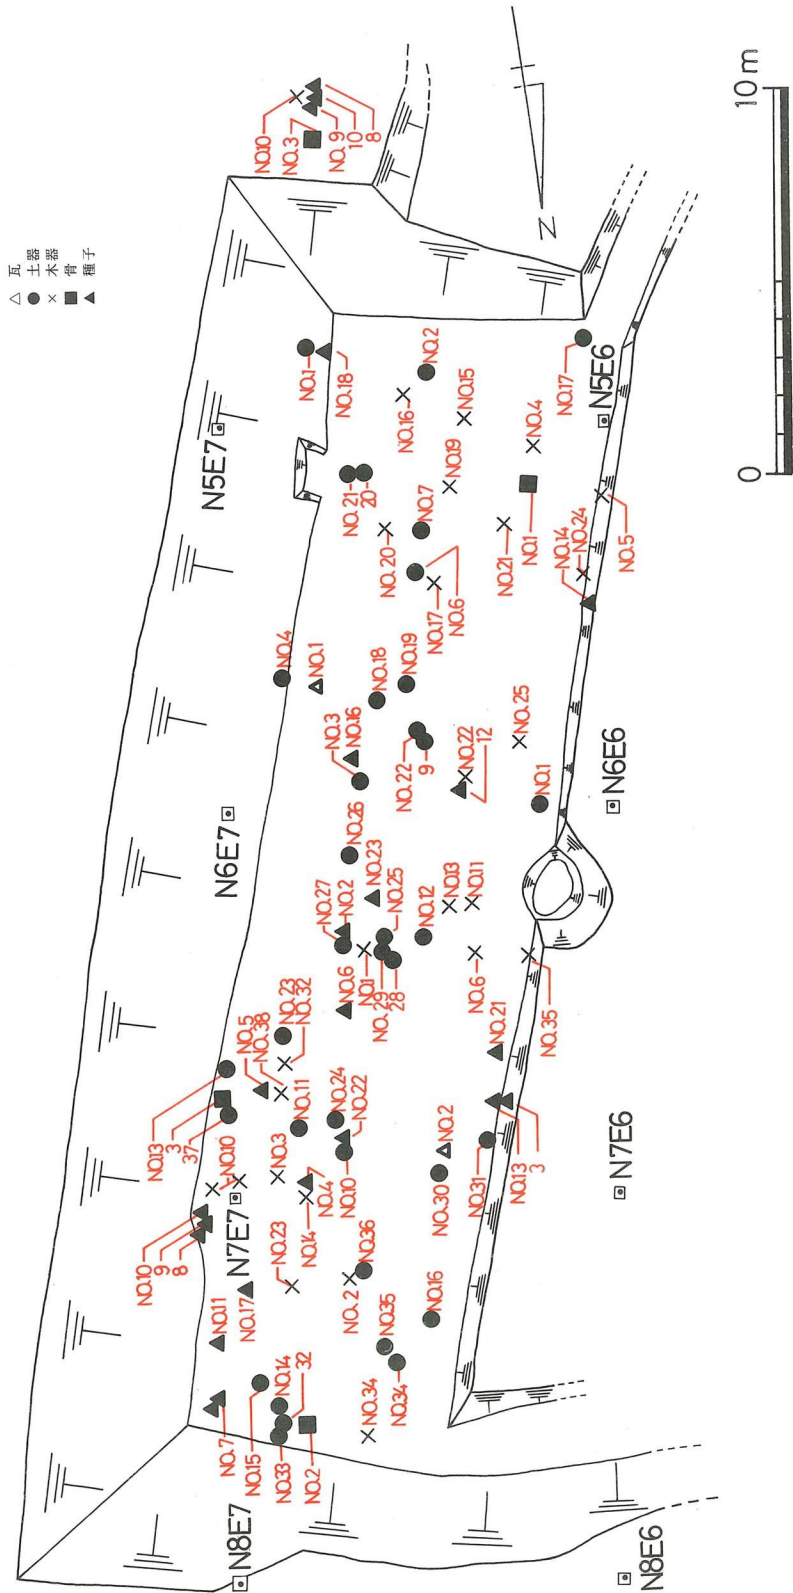 △ 瓦
● 土器
× 木器
■ 骨
▲ 種子
10m
0
Z
NO.10
NO.3
NO.9
10
8
NO.1
NO.18
NO.2
NO.17
N5E6
N5E7
NO.16
NO.15
NO.4
NO.21
20
NO.19
NO.7
NO.1
NO.20
NO.21
NO.5
NO.24
NO.14
NO.6
NO.17
NO.4
NO.1
NO.19
NO.18
NO.3
NO.16
NO.25
NO.22
9
NO.22
12
NO.1
N6E6
N6E7
NO.26
NO.23
NO.25
NO.27
NO.2
NO.12
NO.13
NO.11
NO.1
NO.29
28
NO.6
NO.6
NO.35
NO.23
NO.32
NO.5
NO.38
NO.21
NO.13
3
37
NO.11
NO.24
NO.22
NO.10
NO.2
NO.30
NO.31
NO.13
3
N7E6
NO.10
NO.3
NO.4
NO.14
N7E7
NO.10
9
8
NO.23
NO.17
NO.36
NO.2
NO.16
NO.11
NO.35
NO.34
NO.34
NO.7
NO.15
NO.14
32
NO.33
NO.2
N8E7
N8E6